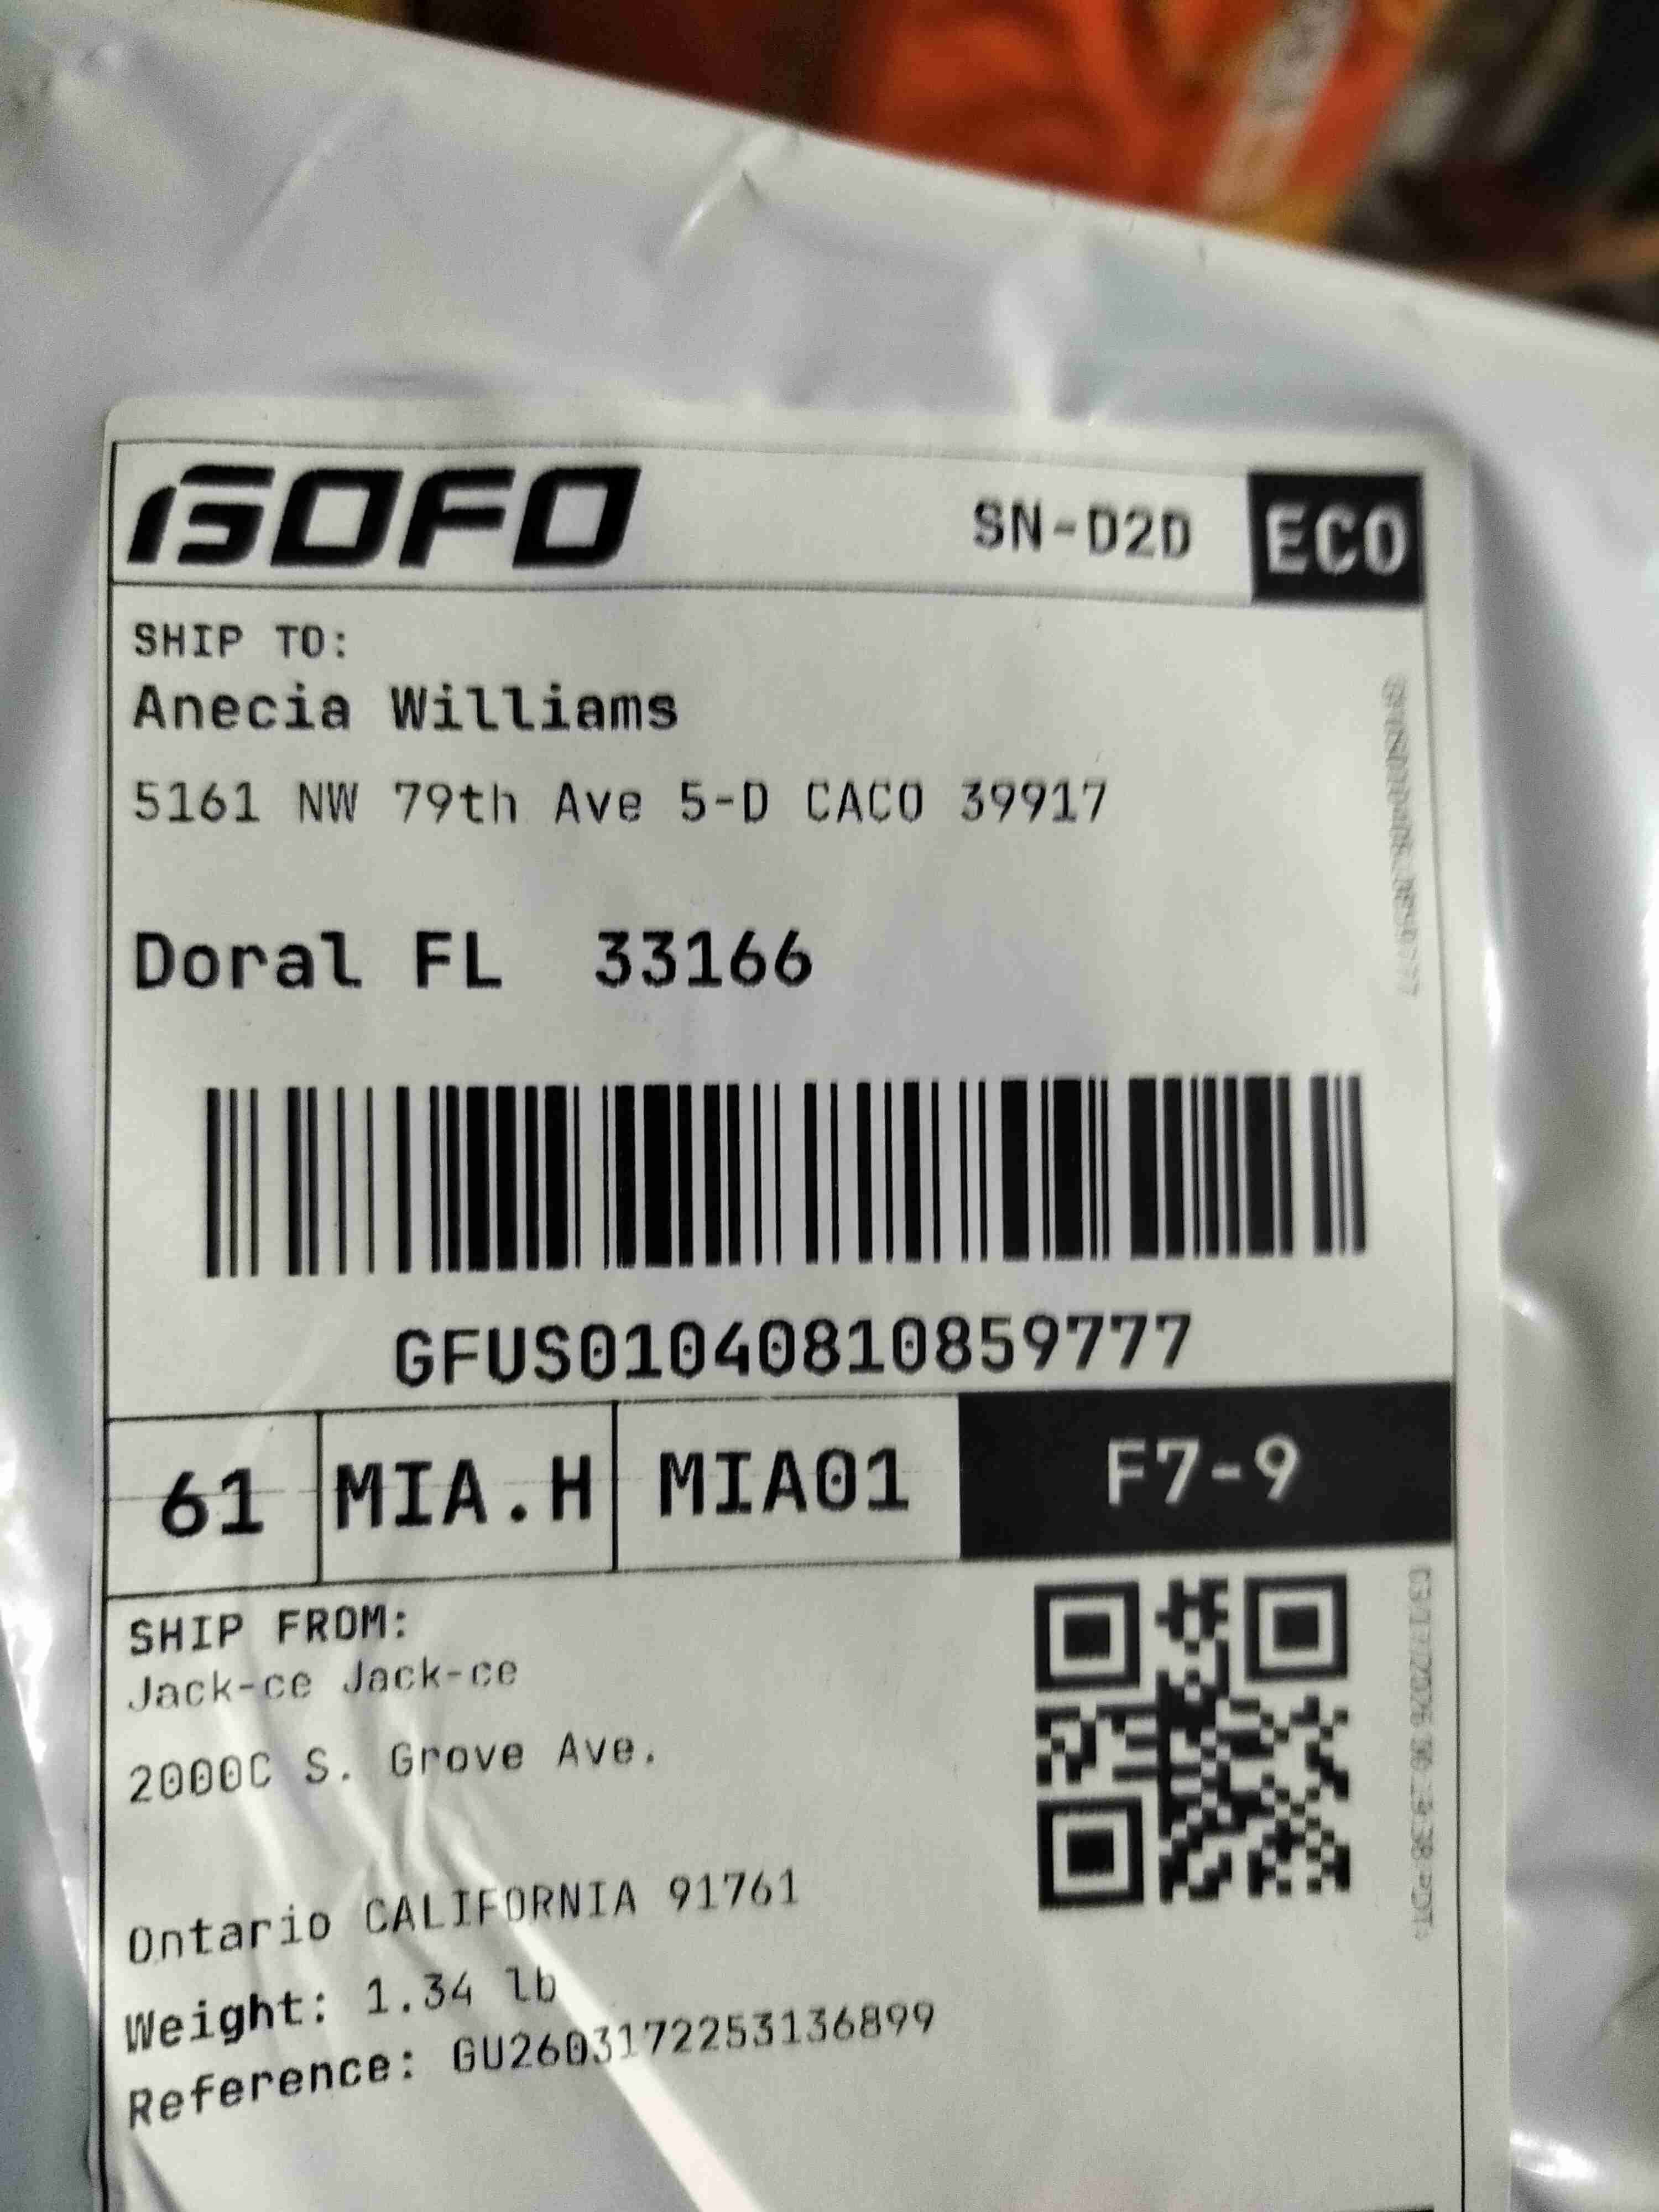 GOFO
SN-D2D ECO
SHIP TO:
Anecia Williams
5161 NW 79th Ave 5-D CACO 39917
Doral FL 33166
GFUS01040810859777
61 MIA.H MIA01 F7-9
SHIP FROM:
Jack-ce Jack-ce
2000C S. Grove Ave.
Ontario CALIFORNIA 91761
Weight: 1.34 lb
Reference: GU2603172253136899